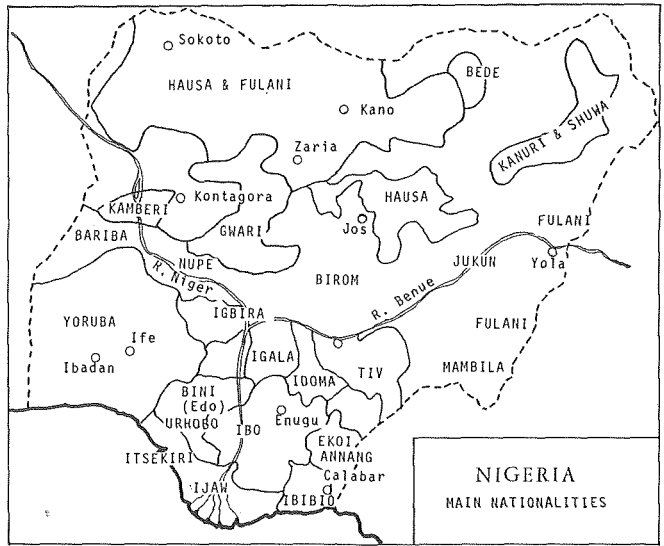 Sokoto
HAUSA & FULANI
BEDE
Kano
KANURI & SHUWA
Zaria
KAMBERI
Kontagora
HAUSA
BARIBA
GWARI
Jos
FULANI
NUPE
JUKUN
Yola
R. Niger
BIROM
R. Benue
IGBIRA
YORUBA
FULANI
Ife
IGALA
Ibadan
IDOMA
TIV
MAMBILA
BINI
(Edo)
URHOBO
IBO
Enugu
EKOI
ANNANG
ITSEKIRI
Calabar
IJAW
IBIBIO
NIGERIA
MAIN NATIONALITIES